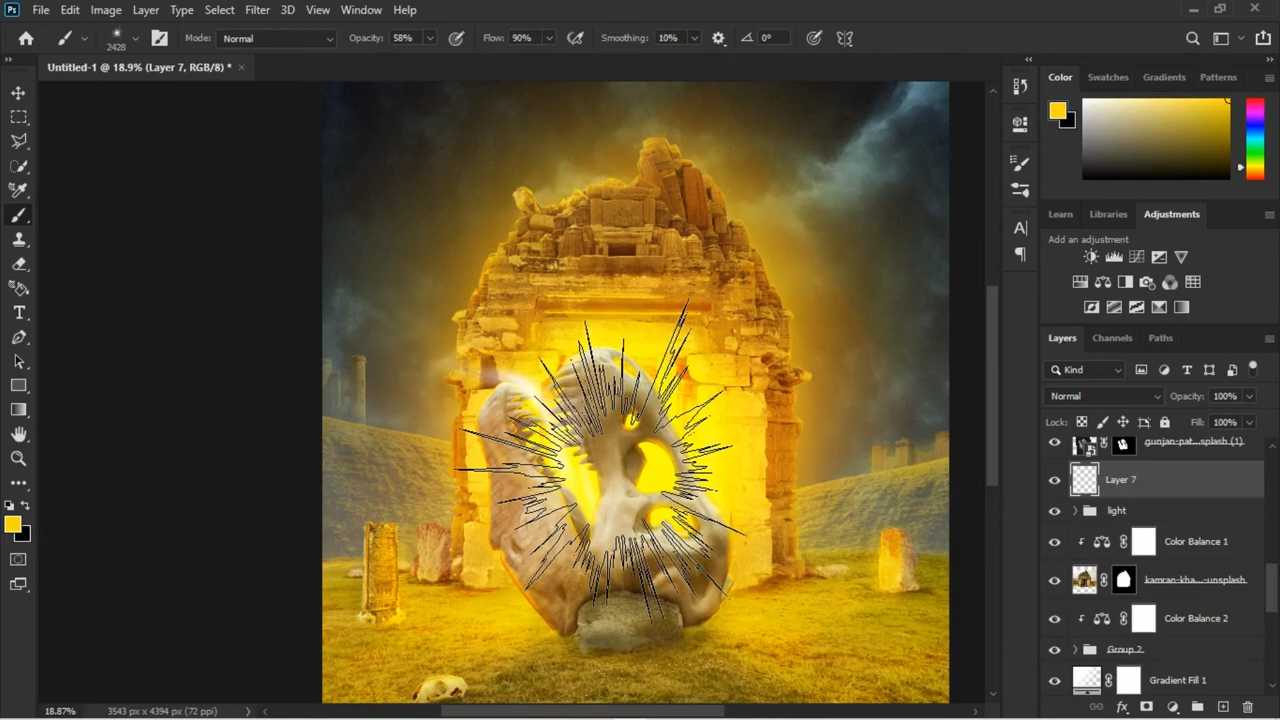 Ps File Edit Image Layer Type Select Filter 3D View Window Help
2428 Mode: Normal Opacity: 58% Flow: 90% Smoothing: 10% 0°
Untitled-1 @ 18.9% (Layer 7, RGB/8) *
Color Swatches Gradients Patterns
Learn Libraries Adjustments
Add an adjustment
Layers Channels Paths
Kind
Normal Opacity: 100%
Lock: Fill: 100%
gunjan-pat...splash (1)
Layer 7
light
Color Balance 1
kamran-kha...-unsplash
Color Balance 2
Group 2
Gradient Fill 1
18.87% 3543 px x 4394 px (72 ppi)